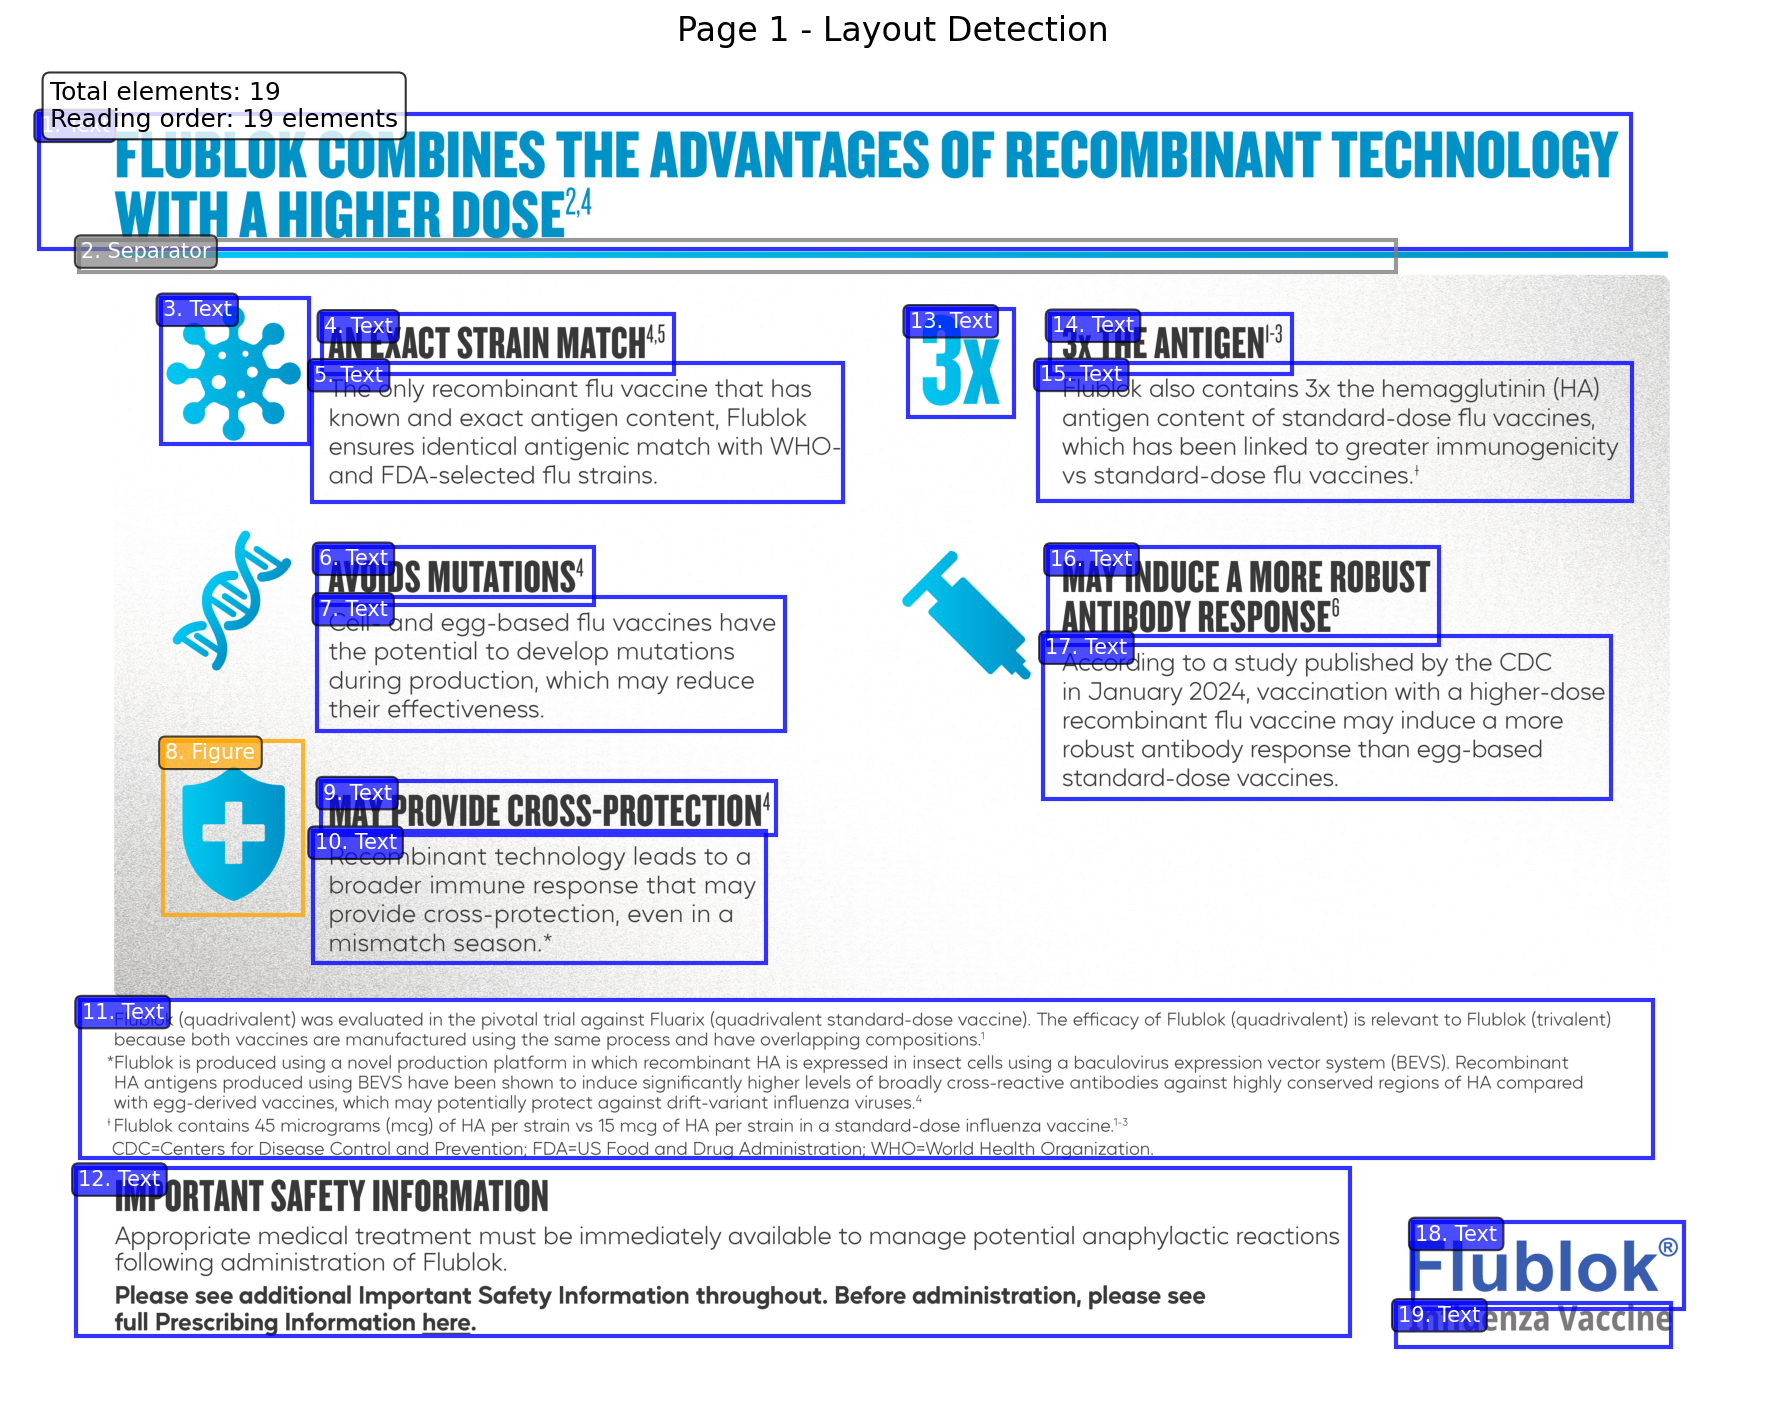 Page 1 - Layout Detection
Total elements: 19
Reading order: 19 elements
1. Text
FLUBLOK COMBINES THE ADVANTAGES OF RECOMBINANT TECHNOLOGY
WITH A HIGHER DOSE2,4
2. Separator
3. Text
4. Text
AN EXACT STRAIN MATCH4,5
5. Text
The only recombinant flu vaccine that has
known and exact antigen content, Flublok
ensures identical antigenic match with WHO-
and FDA-selected flu strains.
6. Text
AVOIDS MUTATIONS4
7. Text
Cell- and egg-based flu vaccines have
the potential to develop mutations
during production, which may reduce
their effectiveness.
8. Figure
9. Text
MAY PROVIDE CROSS-PROTECTION4
10. Text
Recombinant technology leads to a
broader immune response that may
provide cross-protection, even in a
mismatch season.*
13. Text
3x
14. Text
3x THE ANTIGEN1-3
15. Text
Flublok also contains 3x the hemagglutinin (HA)
antigen content of standard-dose flu vaccines,
which has been linked to greater immunogenicity
vs standard-dose flu vaccines.†
16. Text
MAY INDUCE A MORE ROBUST
ANTIBODY RESPONSE6
17. Text
According to a study published by the CDC
in January 2024, vaccination with a higher-dose
recombinant flu vaccine may induce a more
robust antibody response than egg-based
standard-dose vaccines.
11. Text
Flublok (quadrivalent) was evaluated in the pivotal trial against Fluarix (quadrivalent standard-dose vaccine). The efficacy of Flublok (quadrivalent) is relevant to Flublok (trivalent)
because both vaccines are manufactured using the same process and have overlapping compositions.1
*Flublok is produced using a novel production platform in which recombinant HA is expressed in insect cells using a baculovirus expression vector system (BEVS). Recombinant
HA antigens produced using BEVS have been shown to induce significantly higher levels of broadly cross-reactive antibodies against highly conserved regions of HA compared
with egg-derived vaccines, which may potentially protect against drift-variant influenza viruses.4
†Flublok contains 45 micrograms (mcg) of HA per strain vs 15 mcg of HA per strain in a standard-dose influenza vaccine.1-3
CDC=Centers for Disease Control and Prevention; FDA=US Food and Drug Administration; WHO=World Health Organization.
12. Text
IMPORTANT SAFETY INFORMATION
Appropriate medical treatment must be immediately available to manage potential anaphylactic reactions
following administration of Flublok.
Please see additional Important Safety Information throughout. Before administration, please see
full Prescribing Information here.
18. Text
Flublok®
19. Text
Influenza Vaccine